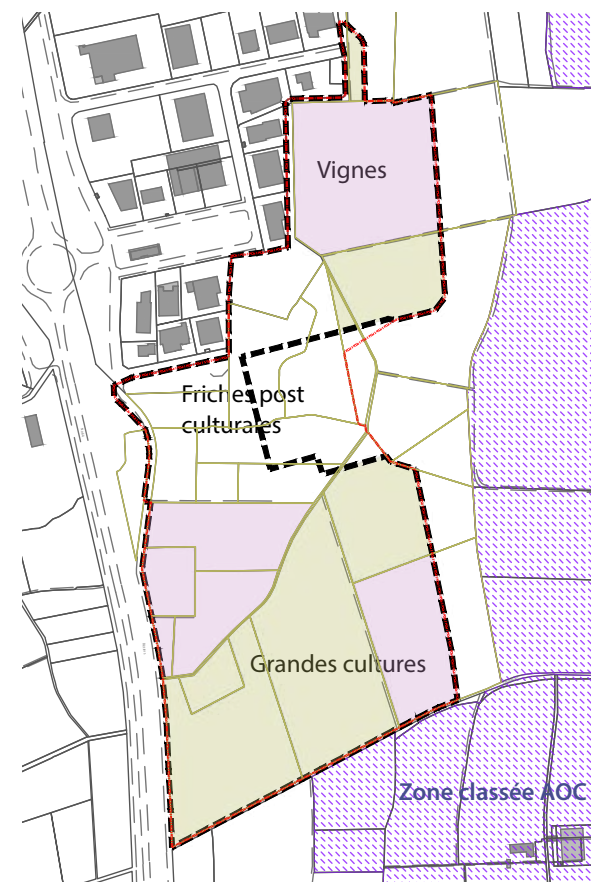 Vignes
Friches post
culturales
Grandes cultures
Zone classée AOC